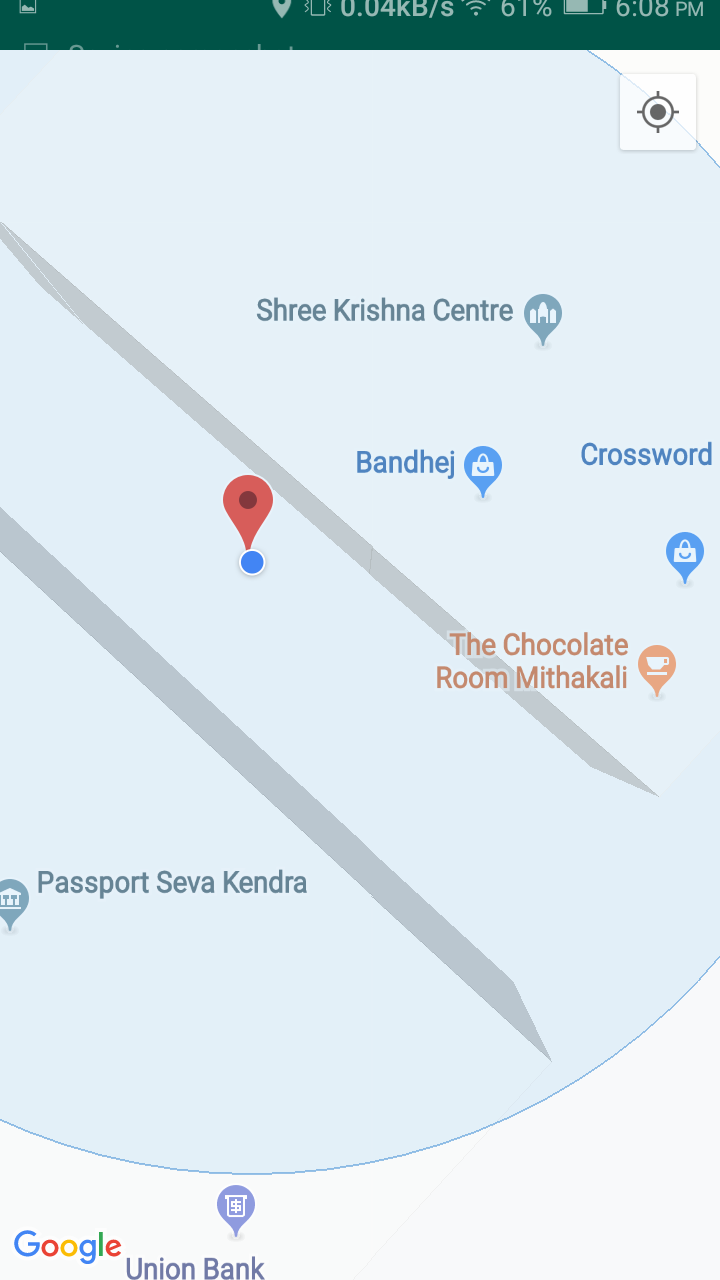 0.04kB/s 61% 6:08 PM
Shree Krishna Centre
Bandhej
Crossword
The Chocolate
Room Mithakali
Passport Seva Kendra
Google
Union Bank